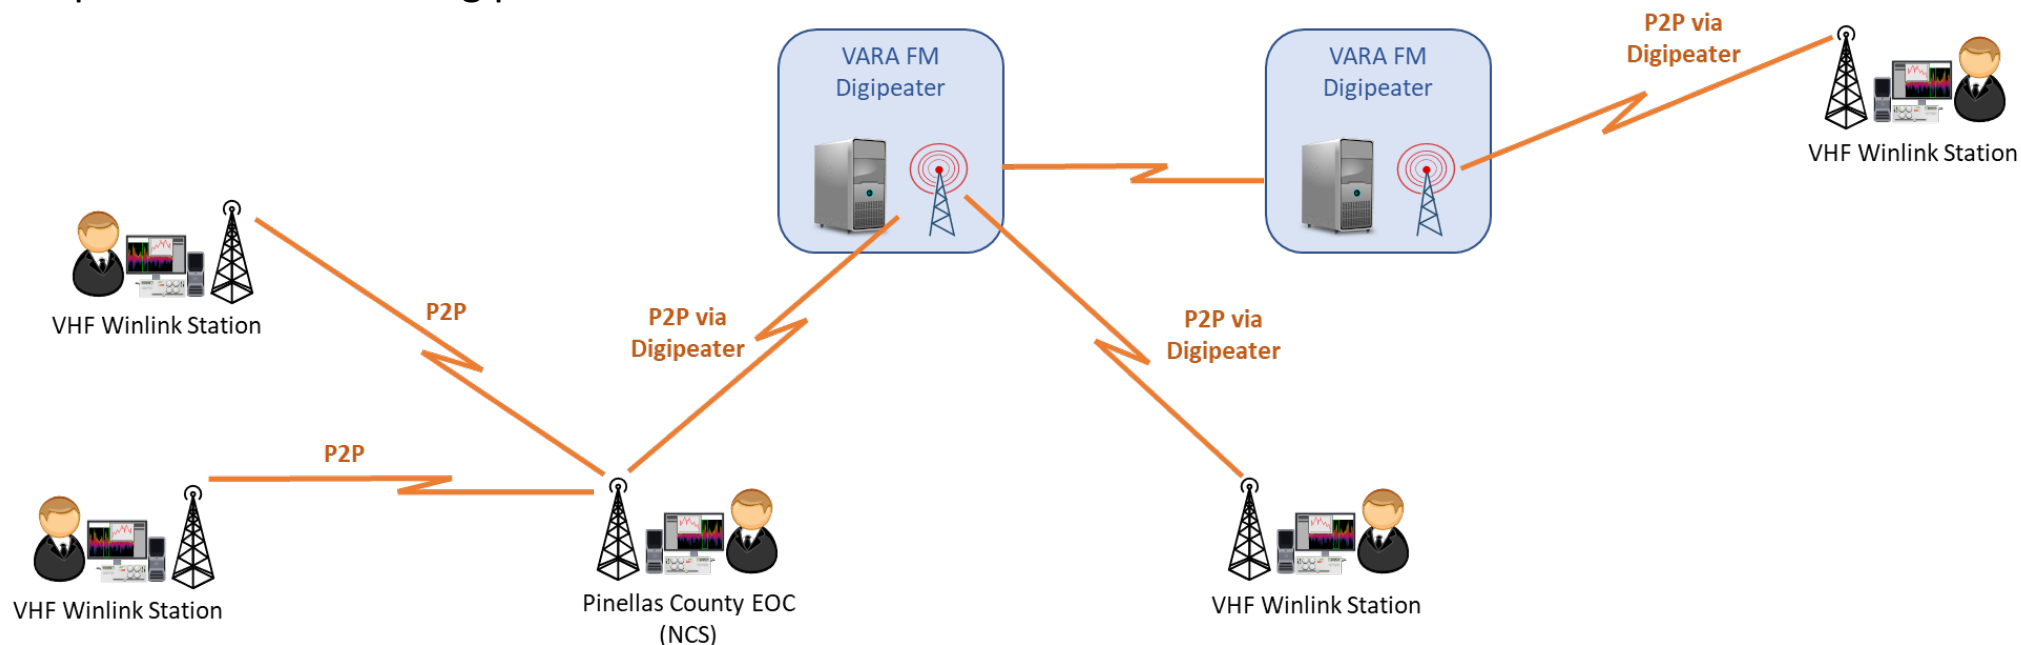 VARA FM
Digipeater
VARA FM
Digipeater
P2P via
Digipeater
VHF Winlink Station
VHF Winlink Station
P2P
P2P via
Digipeater
P2P via
Digipeater
P2P
VHF Winlink Station
Pinellas County EOC
(NCS)
VHF Winlink Station